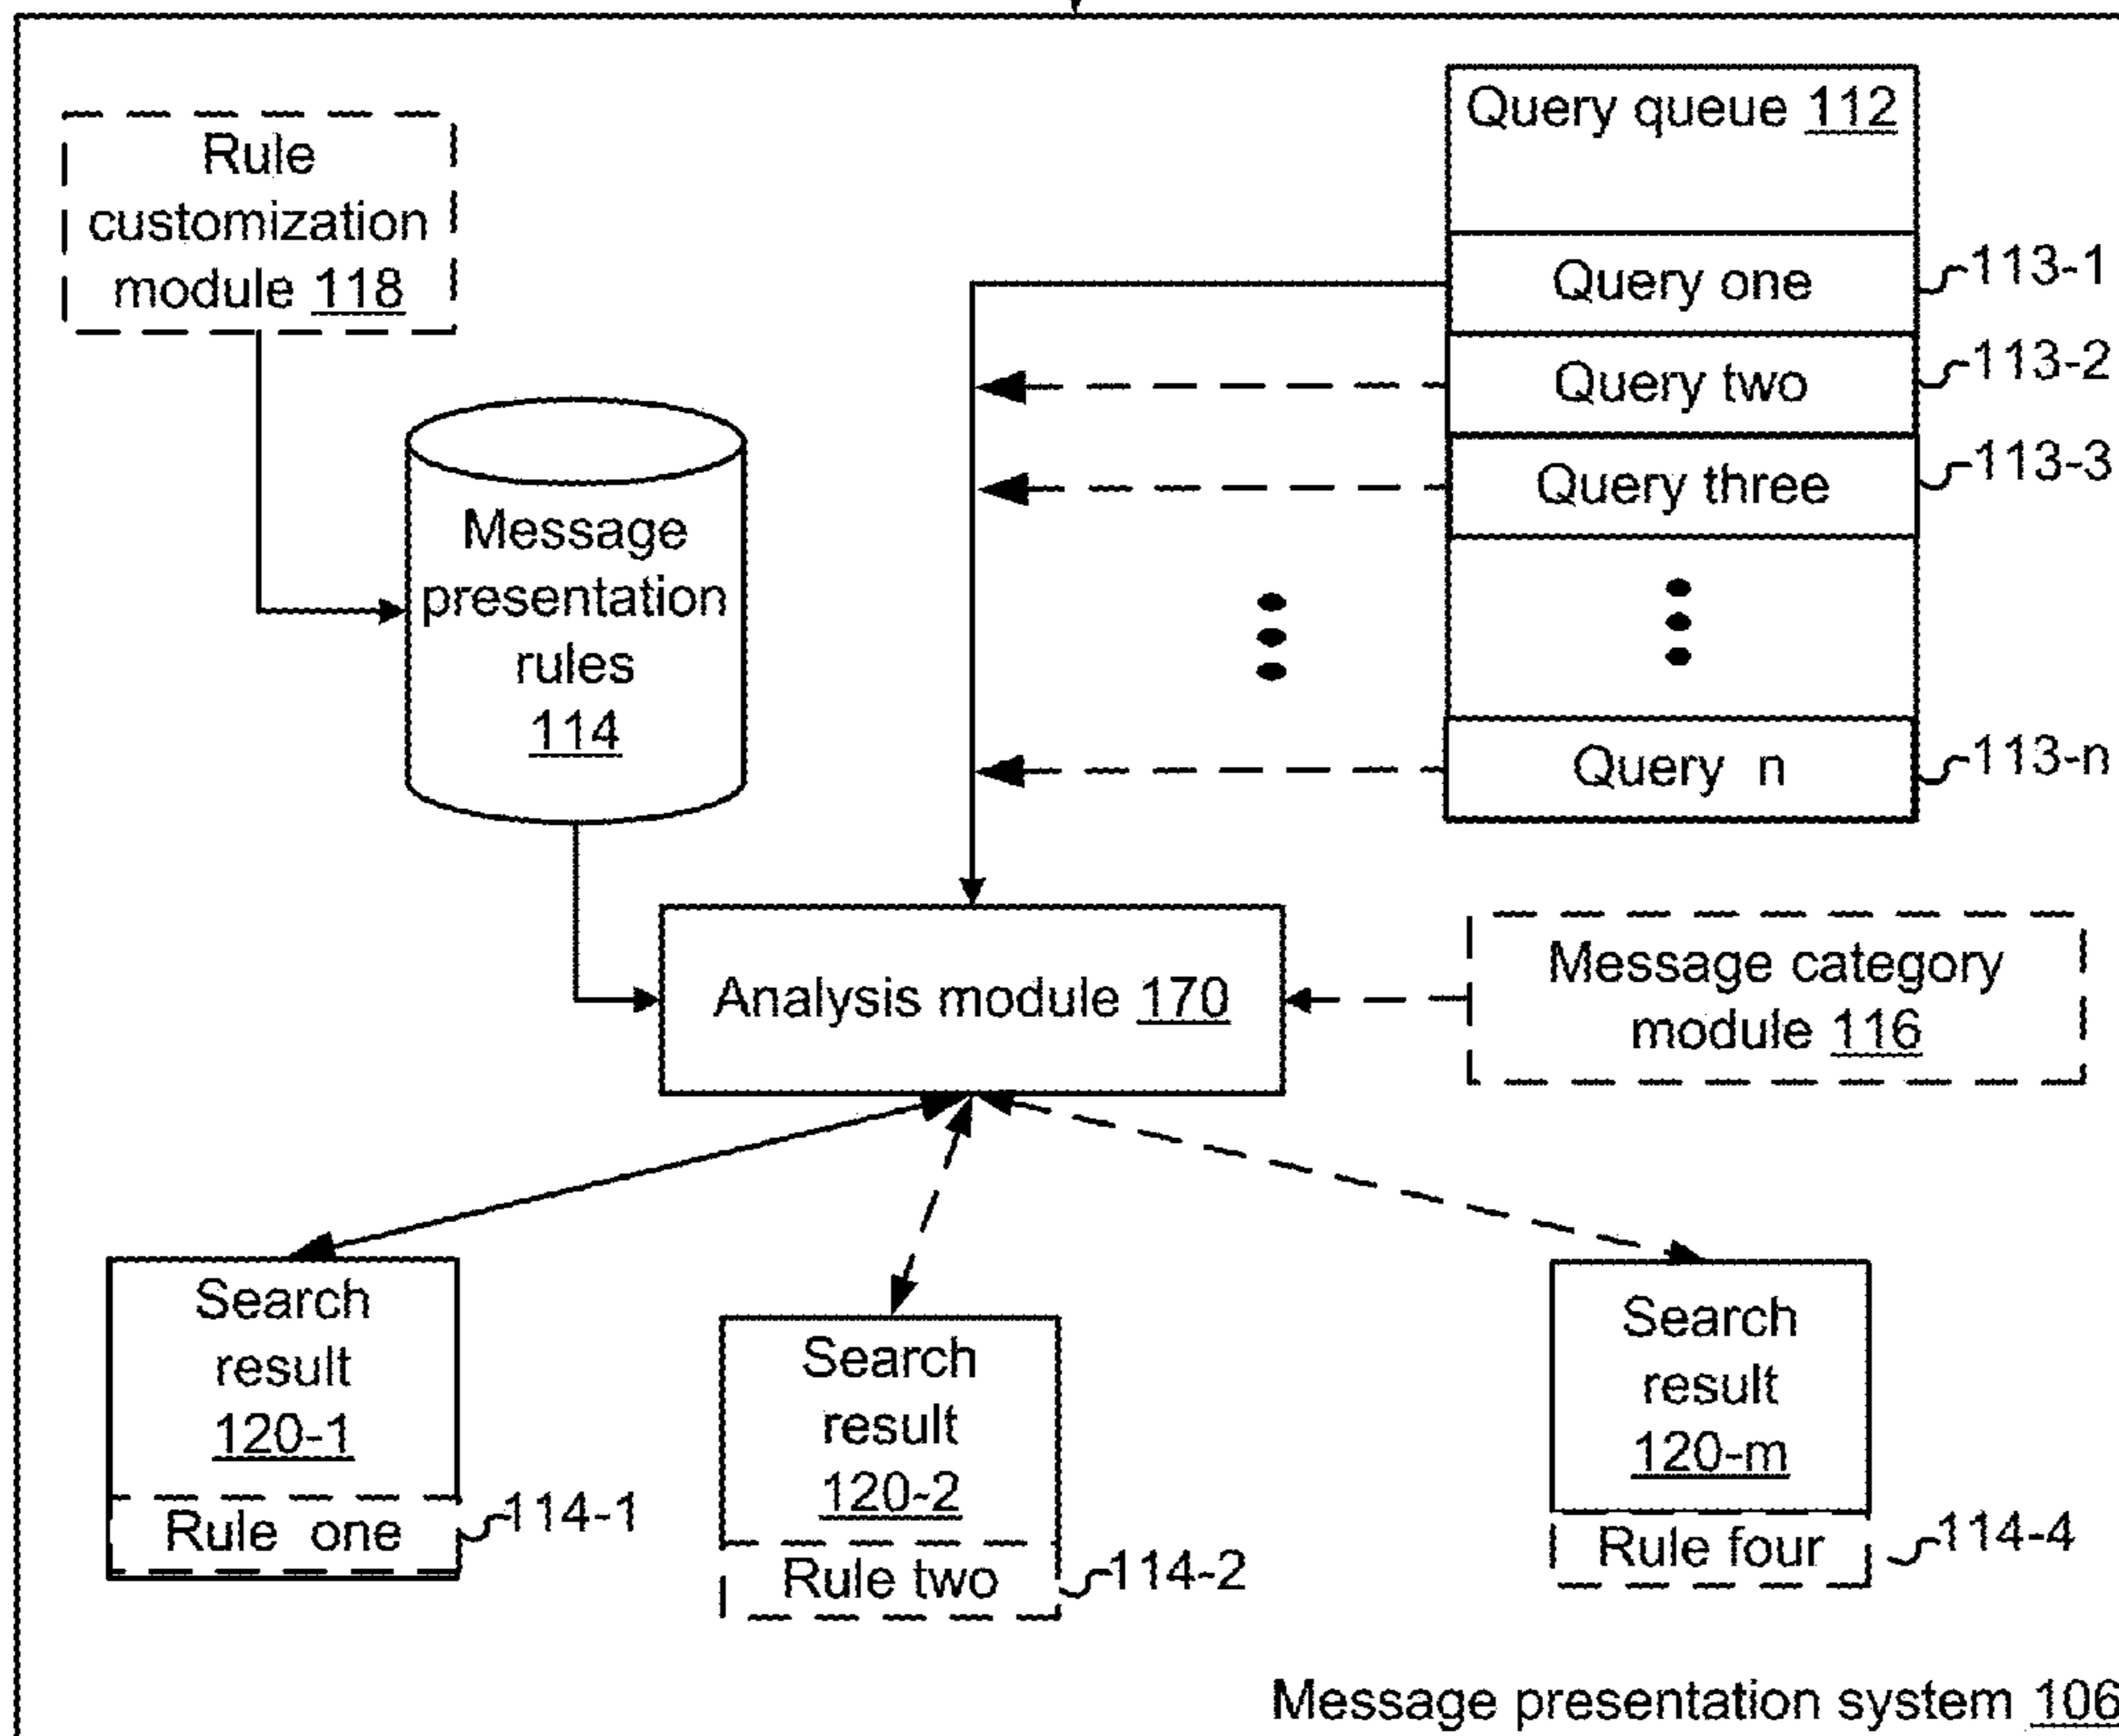 Rule
customization
module 118
Query queue 112
Query one
113-1
Query two
113-2
Query three
113-3
Query n
113-n
Message
presentation
rules
114
Analysis module 170
Message category
module 116
Search
result
120-1
Rule one
114-1
Search
result
120-2
Rule two
114-2
Search
result
120-m
Rule four
114-4
Message presentation system 106